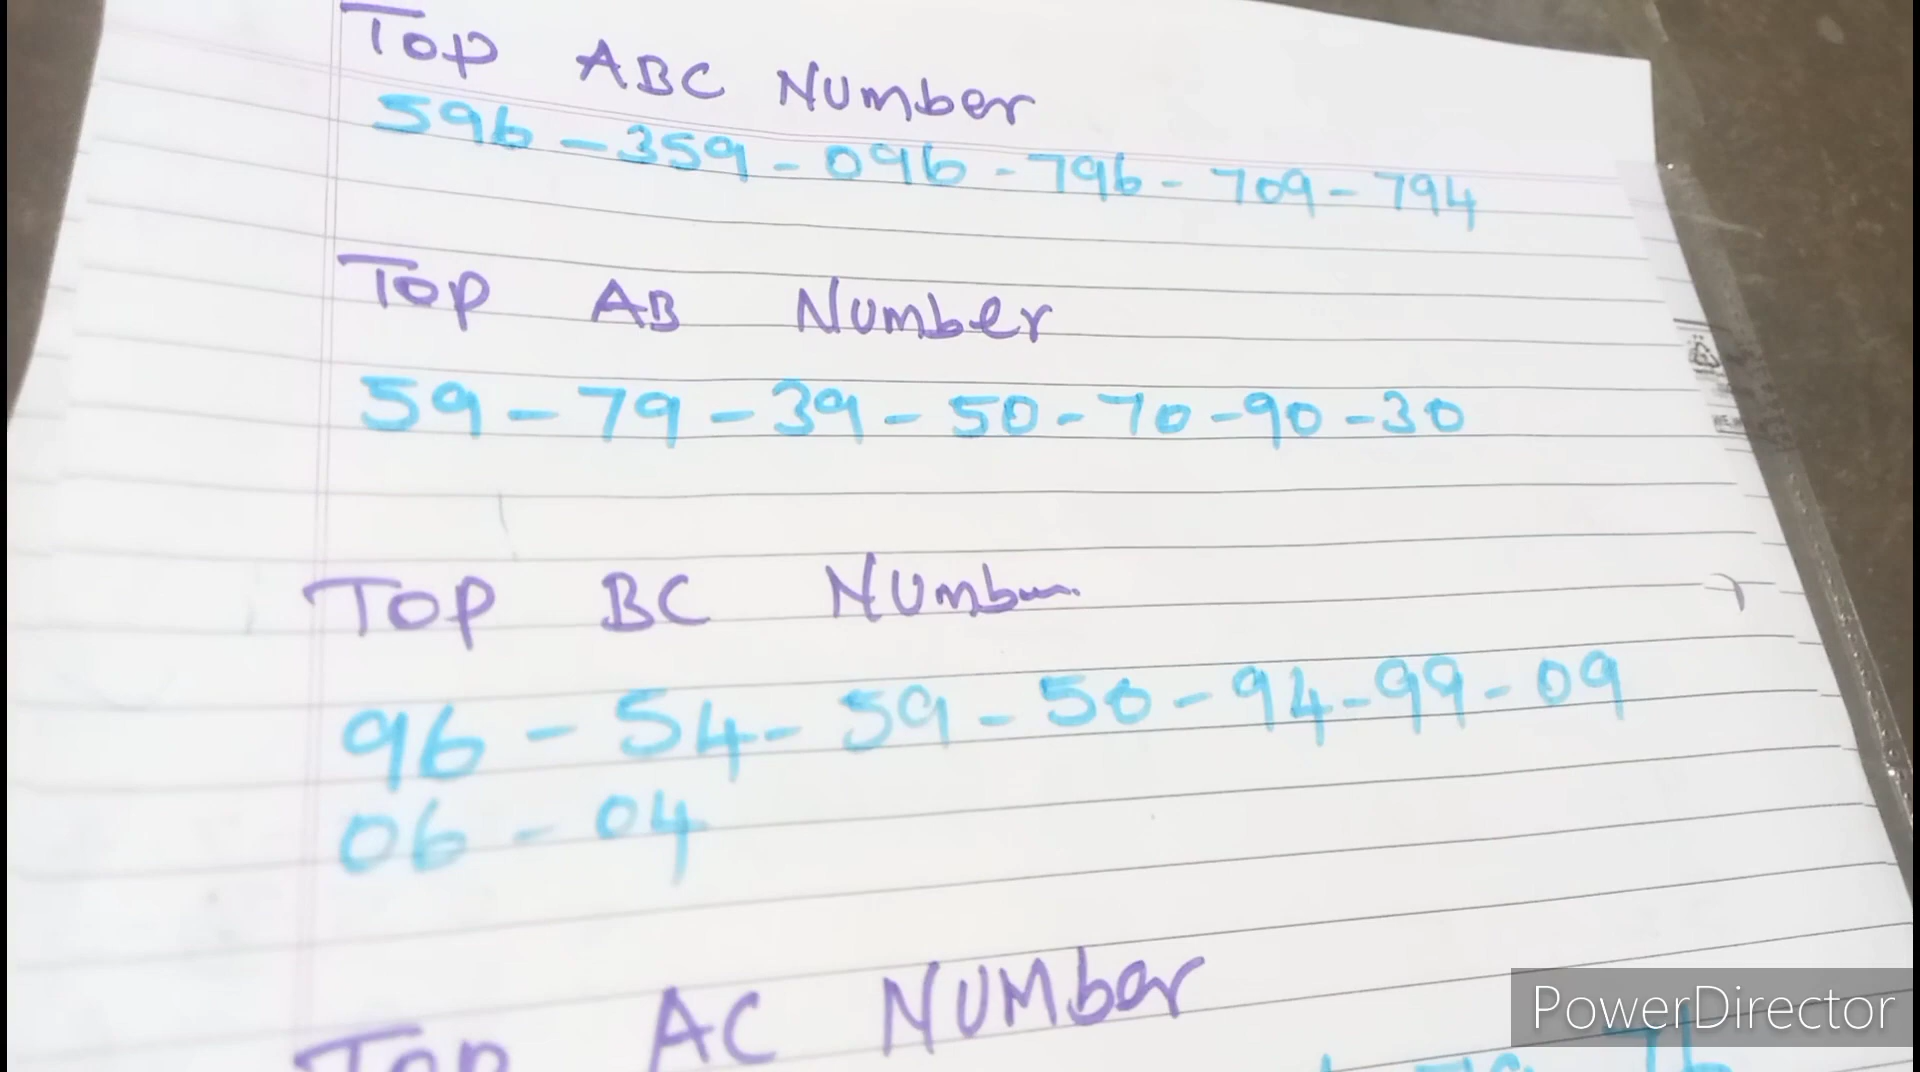 Top ABC Number
596 - 359 - 096 - 796 - 709 - 794
Top AB Number
59 - 79 - 39 - 50 - 70 - 90 - 30
Top BC Number
96 - 54 - 59 - 50 - 94 - 99 - 09
06 - 04
Top AC Number
PowerDirector